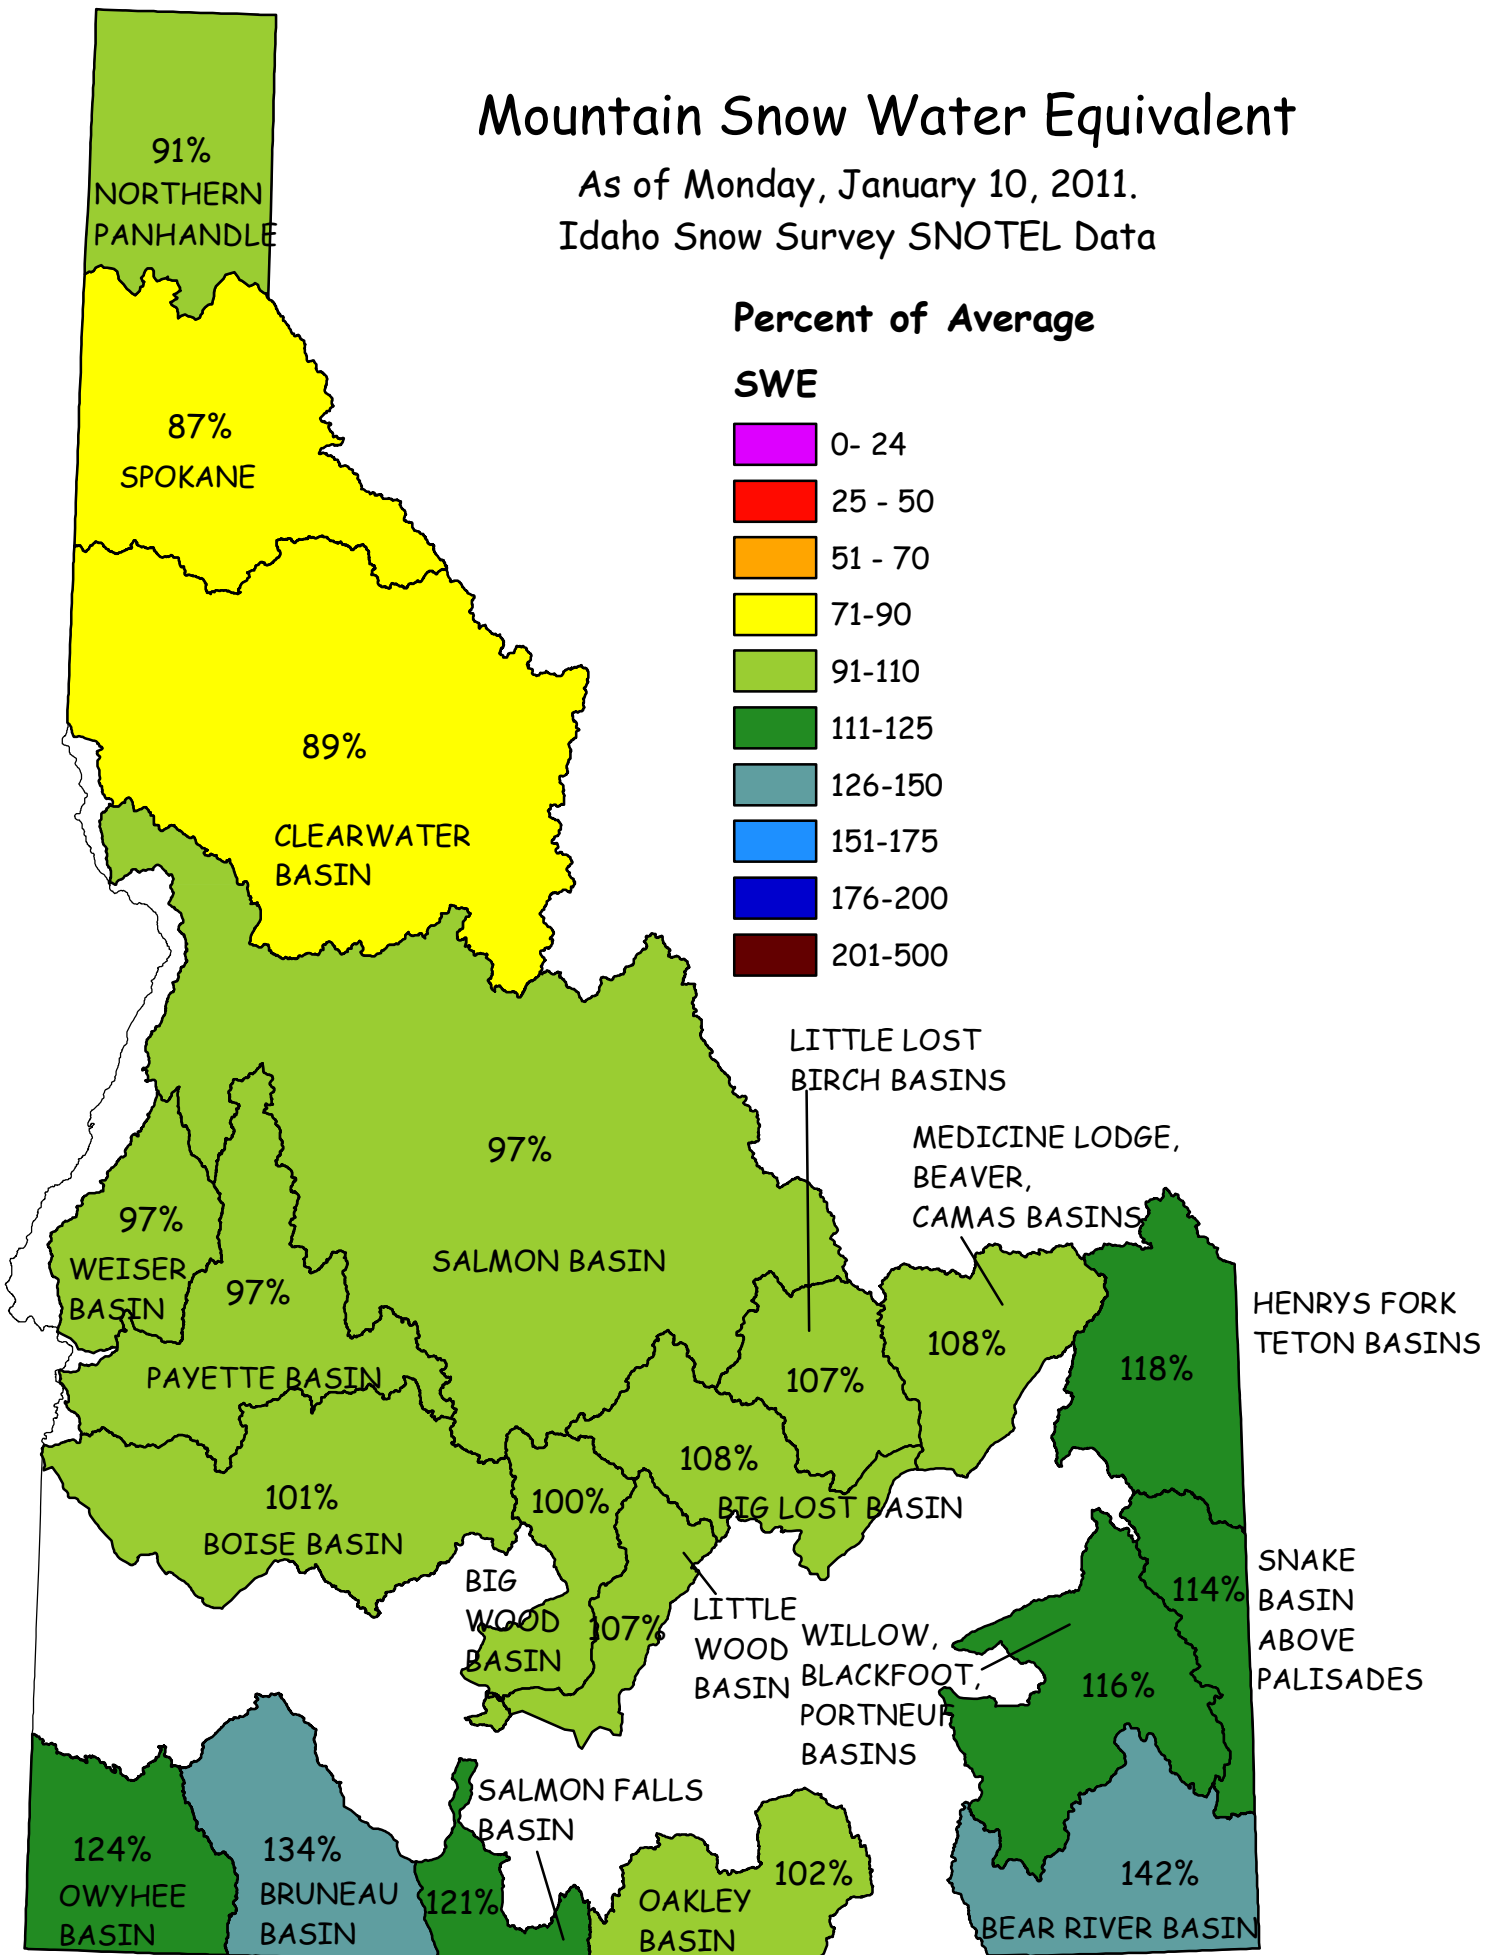 Mountain Snow Water Equivalent
As of Monday, January 10, 2011.
Idaho Snow Survey SNOTEL Data
Percent of Average
SWE
0- 24
25 - 50
51 - 70
71-90
91-110
111-125
126-150
151-175
176-200
201-500
91%
NORTHERN
PANHANDLE
87%
SPOKANE
89%
CLEARWATER
BASIN
97%
SALMON BASIN
97%
WEISER
BASIN
97%
PAYETTE BASIN
LITTLE LOST
BIRCH BASINS
107%
MEDICINE LODGE,
BEAVER,
CAMAS BASINS
108%
HENRYS FORK
TETON BASINS
118%
101%
BOISE BASIN
100%
BIG
WOOD
BASIN
108%
BIG LOST BASIN
107%
LITTLE
WOOD
BASIN
WILLOW,
BLACKFOOT,
PORTNEUF
BASINS
116%
114%
SNAKE
BASIN
ABOVE
PALISADES
124%
OWYHEE
BASIN
134%
BRUNEAU
BASIN
SALMON FALLS
BASIN
121%
102%
OAKLEY
BASIN
142%
BEAR RIVER BASIN